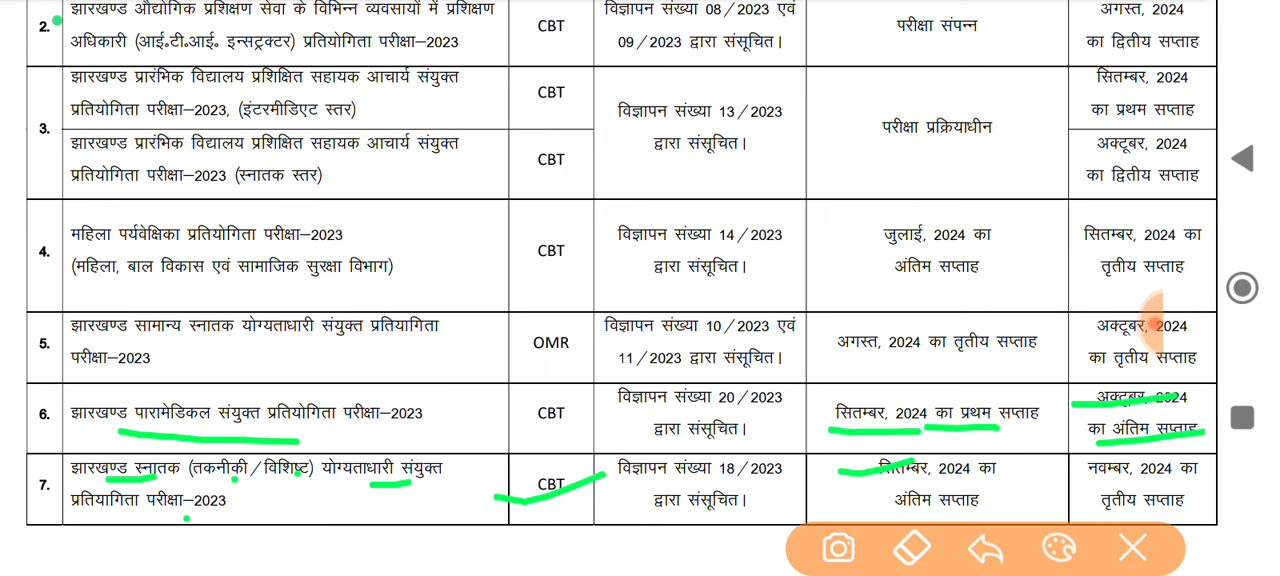 2.
झारखण्ड औद्योगिक प्रशिक्षण सेवा के विभिन्न व्यवसायों में प्रशिक्षण
अधिकारी (आई०टी०आई० इन्सट्रक्टर) प्रतियोगिता परीक्षा–2023
CBT
विज्ञापन संख्या 08/2023 एवं
09/2023 द्वारा संसूचित।
परीक्षा संपन्न
अगस्त, 2024
का द्वितीय सप्ताह
3.
झारखण्ड प्रारंभिक विद्यालय प्रशिक्षित सहायक आचार्य संयुक्त
प्रतियोगिता परीक्षा–2023, (इंटरमीडिएट स्तर)
CBT
विज्ञापन संख्या 13/2023
द्वारा संसूचित।
परीक्षा प्रक्रियाधीन
सितम्बर, 2024
का प्रथम सप्ताह
झारखण्ड प्रारंभिक विद्यालय प्रशिक्षित सहायक आचार्य संयुक्त
प्रतियोगिता परीक्षा–2023 (स्नातक स्तर)
CBT
अक्टूबर, 2024
का द्वितीय सप्ताह
4.
महिला पर्यवेक्षिका प्रतियोगिता परीक्षा–2023
(महिला, बाल विकास एवं सामाजिक सुरक्षा विभाग)
CBT
विज्ञापन संख्या 14/2023
द्वारा संसूचित।
जुलाई, 2024 का
अंतिम सप्ताह
सितम्बर, 2024 का
तृतीय सप्ताह
5.
झारखण्ड सामान्य स्नातक योग्यताधारी संयुक्त प्रतियागिता
परीक्षा–2023
OMR
विज्ञापन संख्या 10/2023 एवं
11/2023 द्वारा संसूचित।
अगस्त, 2024 का तृतीय सप्ताह
अक्टूबर, 2024
का तृतीय सप्ताह
6.
झारखण्ड पारामेडिकल संयुक्त प्रतियोगिता परीक्षा–2023
CBT
विज्ञापन संख्या 20/2023
द्वारा संसूचित।
सितम्बर, 2024 का प्रथम सप्ताह
अक्टूबर, 2024
का अंतिम सप्ताह
7.
झारखण्ड स्नातक (तकनीकी/विशिष्ट) योग्यताधारी संयुक्त
प्रतियागिता परीक्षा–2023
CBT
विज्ञापन संख्या 18/2023
द्वारा संसूचित।
सितम्बर, 2024 का
अंतिम सप्ताह
नवम्बर, 2024 का
तृतीय सप्ताह